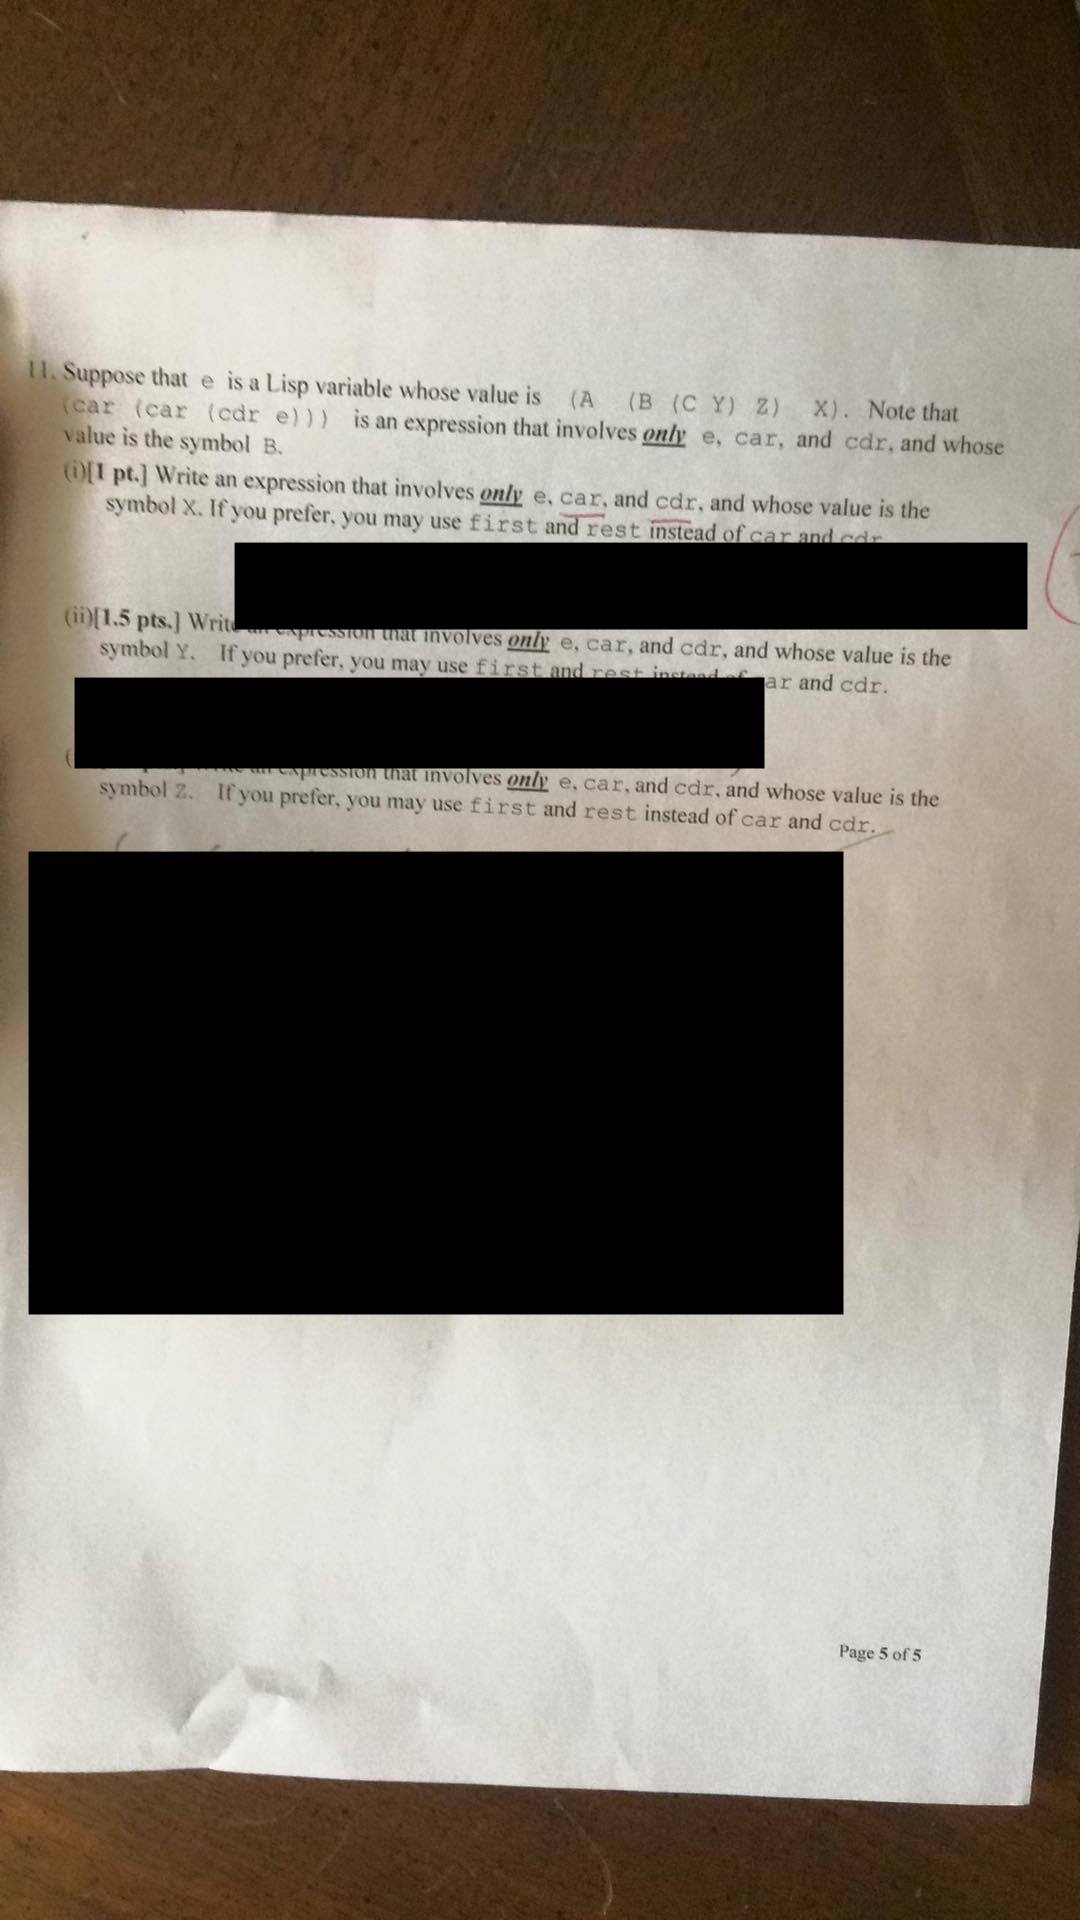 11. Suppose that e is a Lisp variable whose value is (A (B (C Y) Z) X). Note that
(car (car (cdr e))) is an expression that involves only e, car, and cdr, and whose
value is the symbol B.
(i)[1 pt.] Write an expression that involves only e, car, and cdr, and whose value is the
symbol X. If you prefer, you may use first and rest instead of car and cdr
(ii)[1.5 pts.] Write an expression that involves only e, car, and cdr, and whose value is the
symbol Y. If you prefer, you may use first and rest instead of car and cdr.
an expression that involves only e, car, and cdr, and whose value is the
symbol Z. If you prefer, you may use first and rest instead of car and cdr.
Page 5 of 5